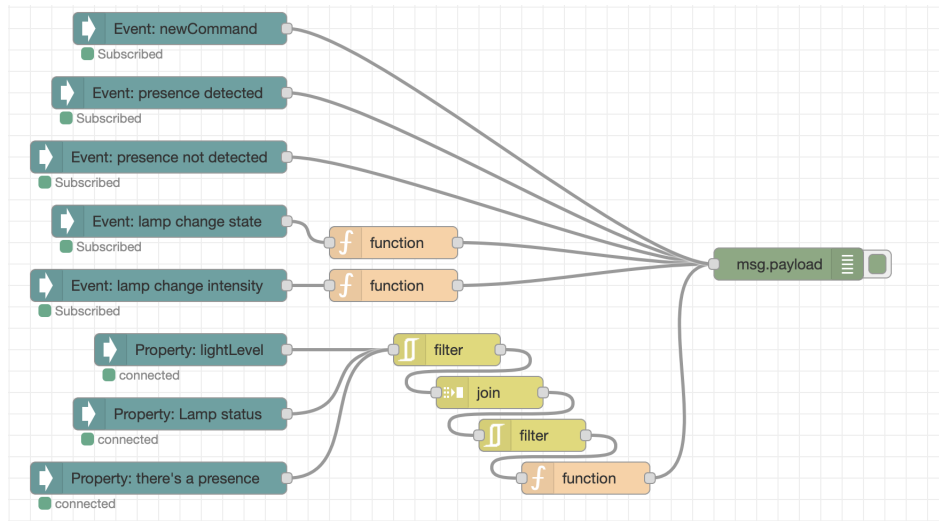 Event: newCommand
Subscribed
Event: presence detected
Subscribed
Event: presence not detected
Subscribed
Event: lamp change state
Subscribed
function
msg.payload
Event: lamp change intensity
Subscribed
function
Property: lightLevel
connected
filter
join
Property: Lamp status
connected
filter
Property: there's a presence
connected
function